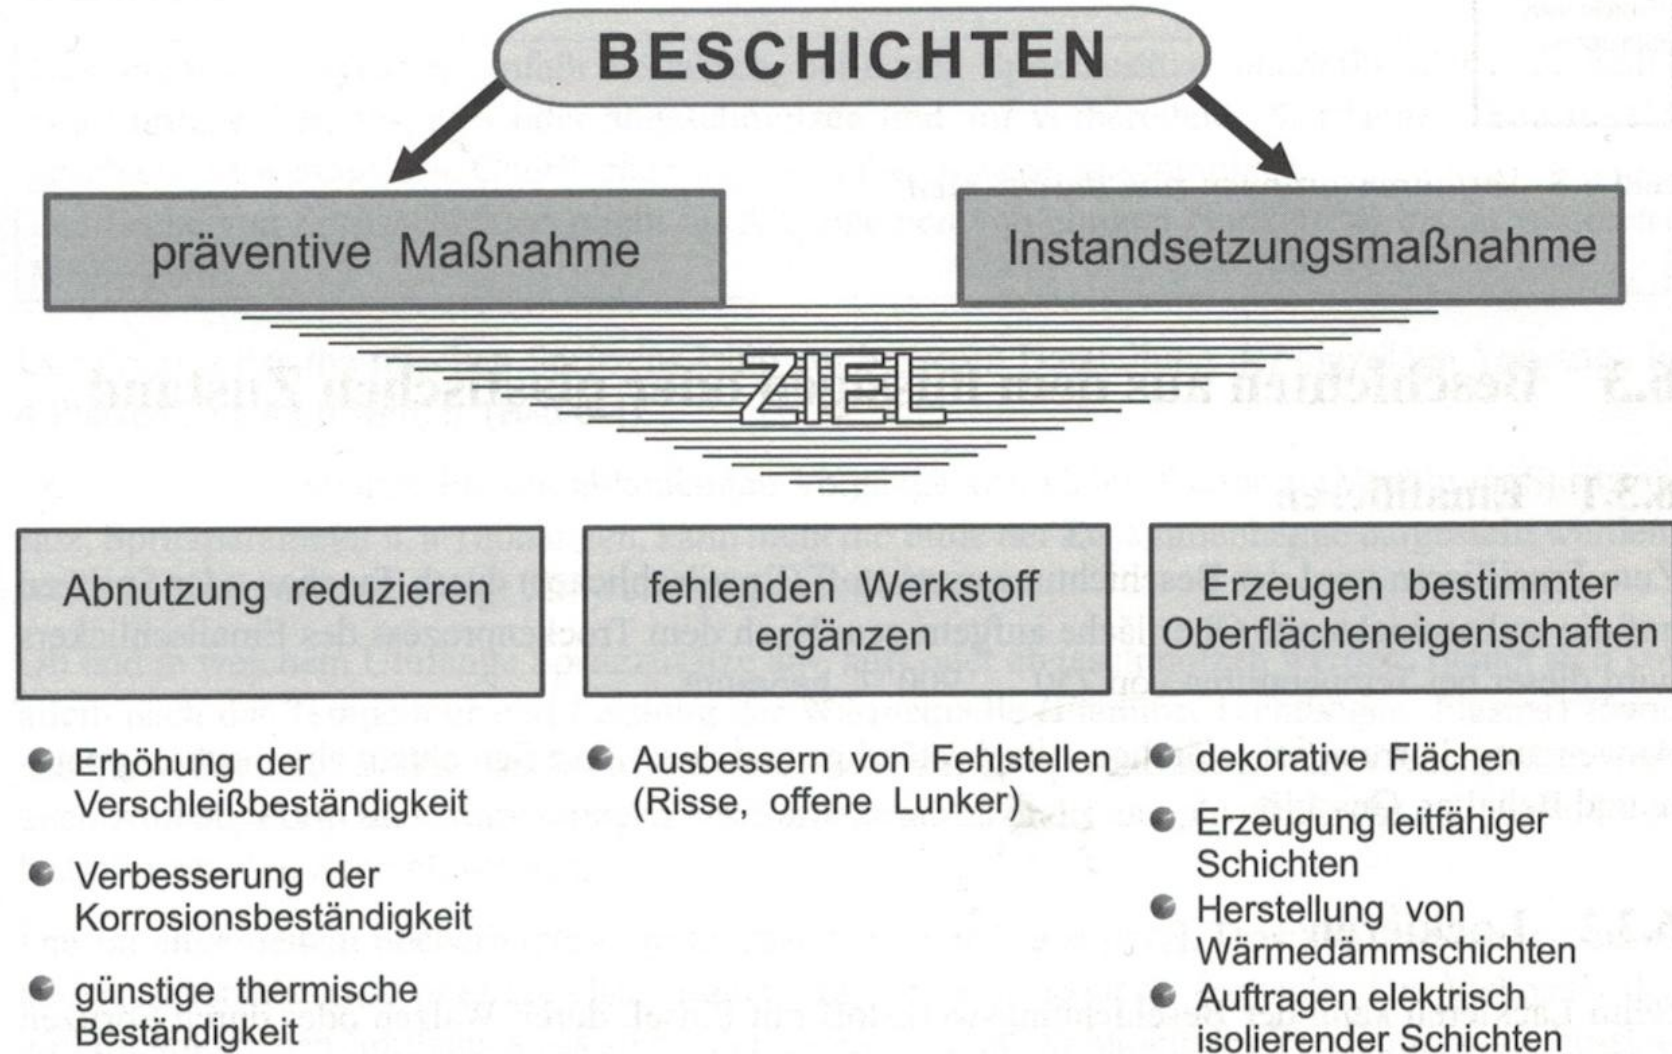 BESCHICHTEN
präventive Maßnahme
Instandsetzungsmaßnahme
ZIEL
Abnutzung reduzieren
fehlenden Werkstoff
ergänzen
Erzeugen bestimmter
Oberflächeneigenschaften
Erhöhung der
Verschleißbeständigkeit
Verbesserung der
Korrosionsbeständigkeit
günstige thermische
Beständigkeit
Ausbessern von Fehlstellen
(Risse, offene Lunker)
dekorative Flächen
Erzeugung leitfähiger
Schichten
Herstellung von
Wärmedämmschichten
Auftragen elektrisch
isolierender Schichten